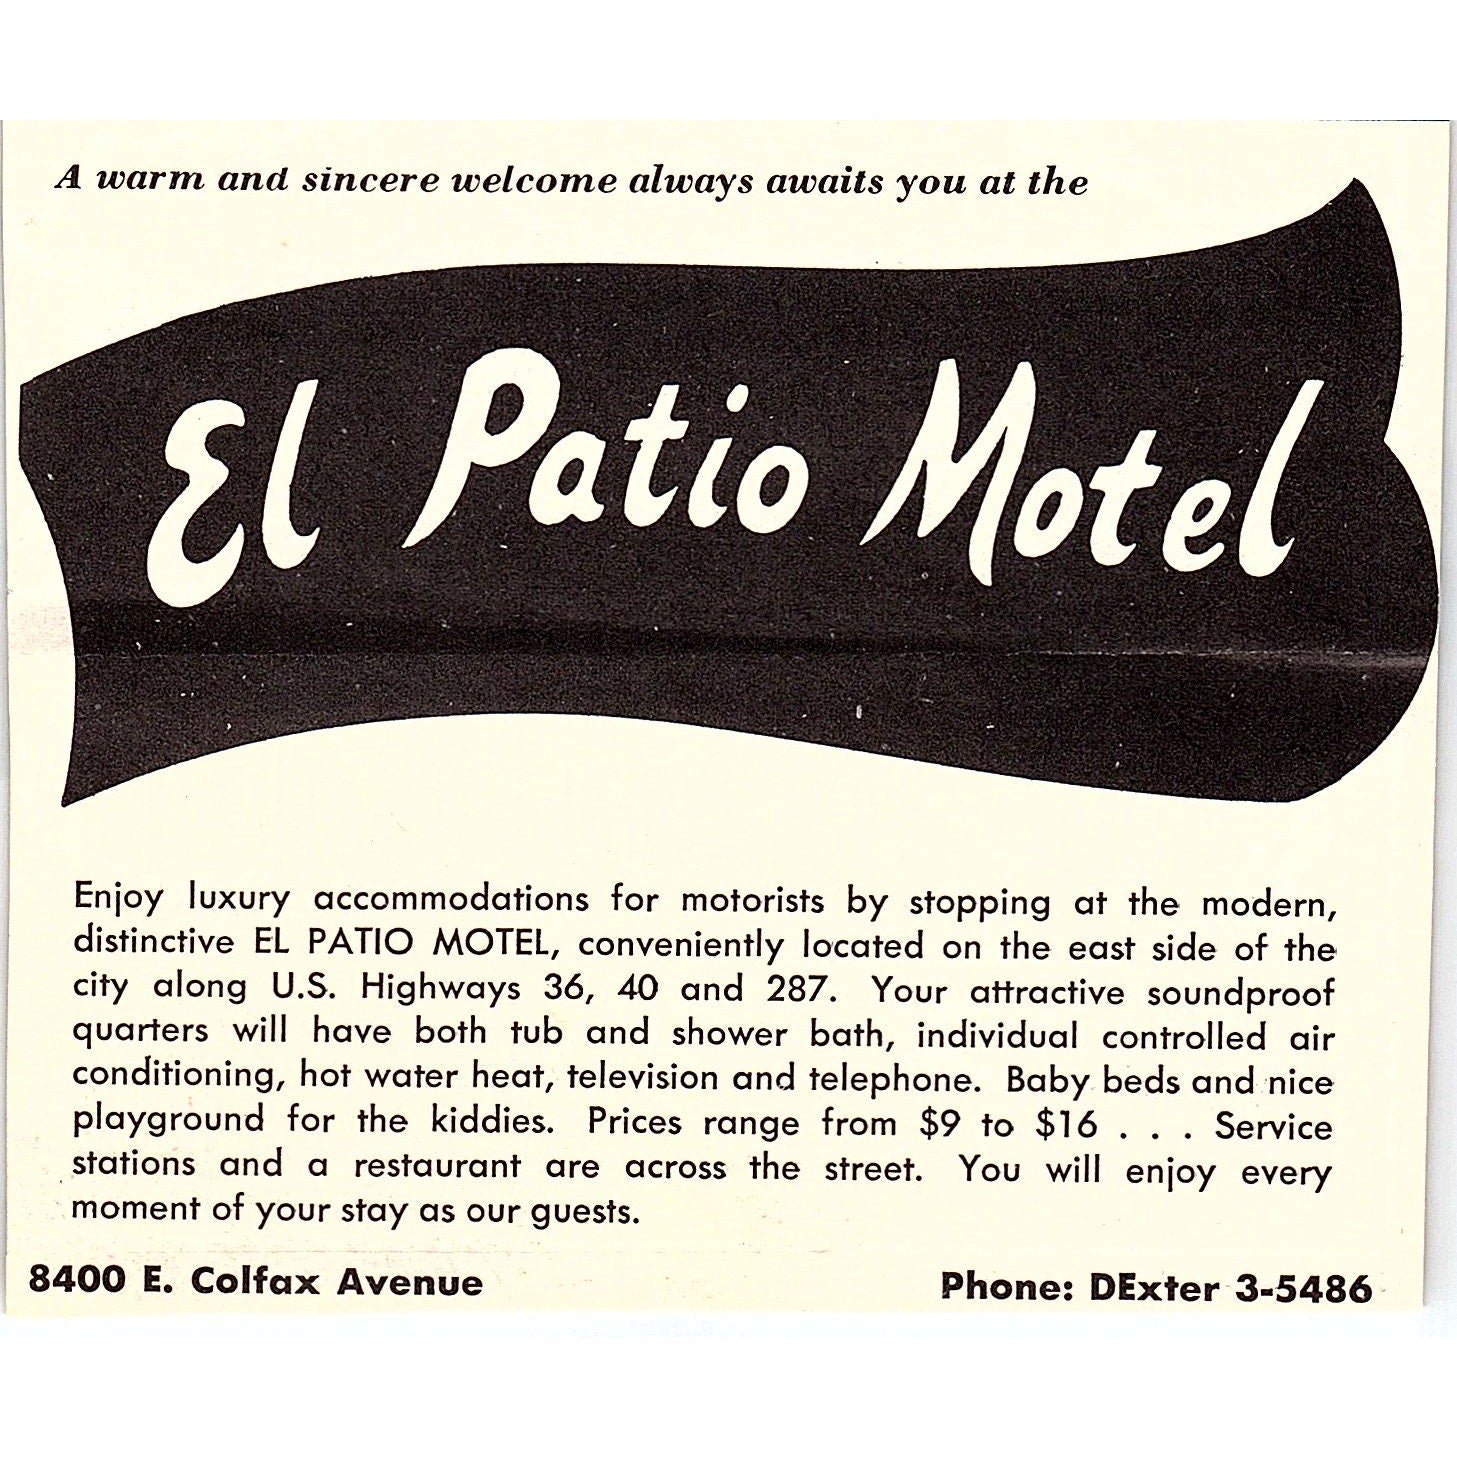 A warm and sincere welcome always awaits you at the
El Patio Motel
Enjoy luxury accommodations for motorists by stopping at the modern,
distinctive EL PATIO MOTEL, conveniently located on the east side of the
city along U.S. Highways 36, 40 and 287. Your attractive soundproof
quarters will have both tub and shower bath, individual controlled air
conditioning, hot water heat, television and telephone. Baby beds and nice
playground for the kiddies. Prices range from $9 to $16 . . . Service
stations and a restaurant are across the street. You will enjoy every
moment of your stay as our guests.
8400 E. Colfax Avenue
Phone: DExter 3-5486